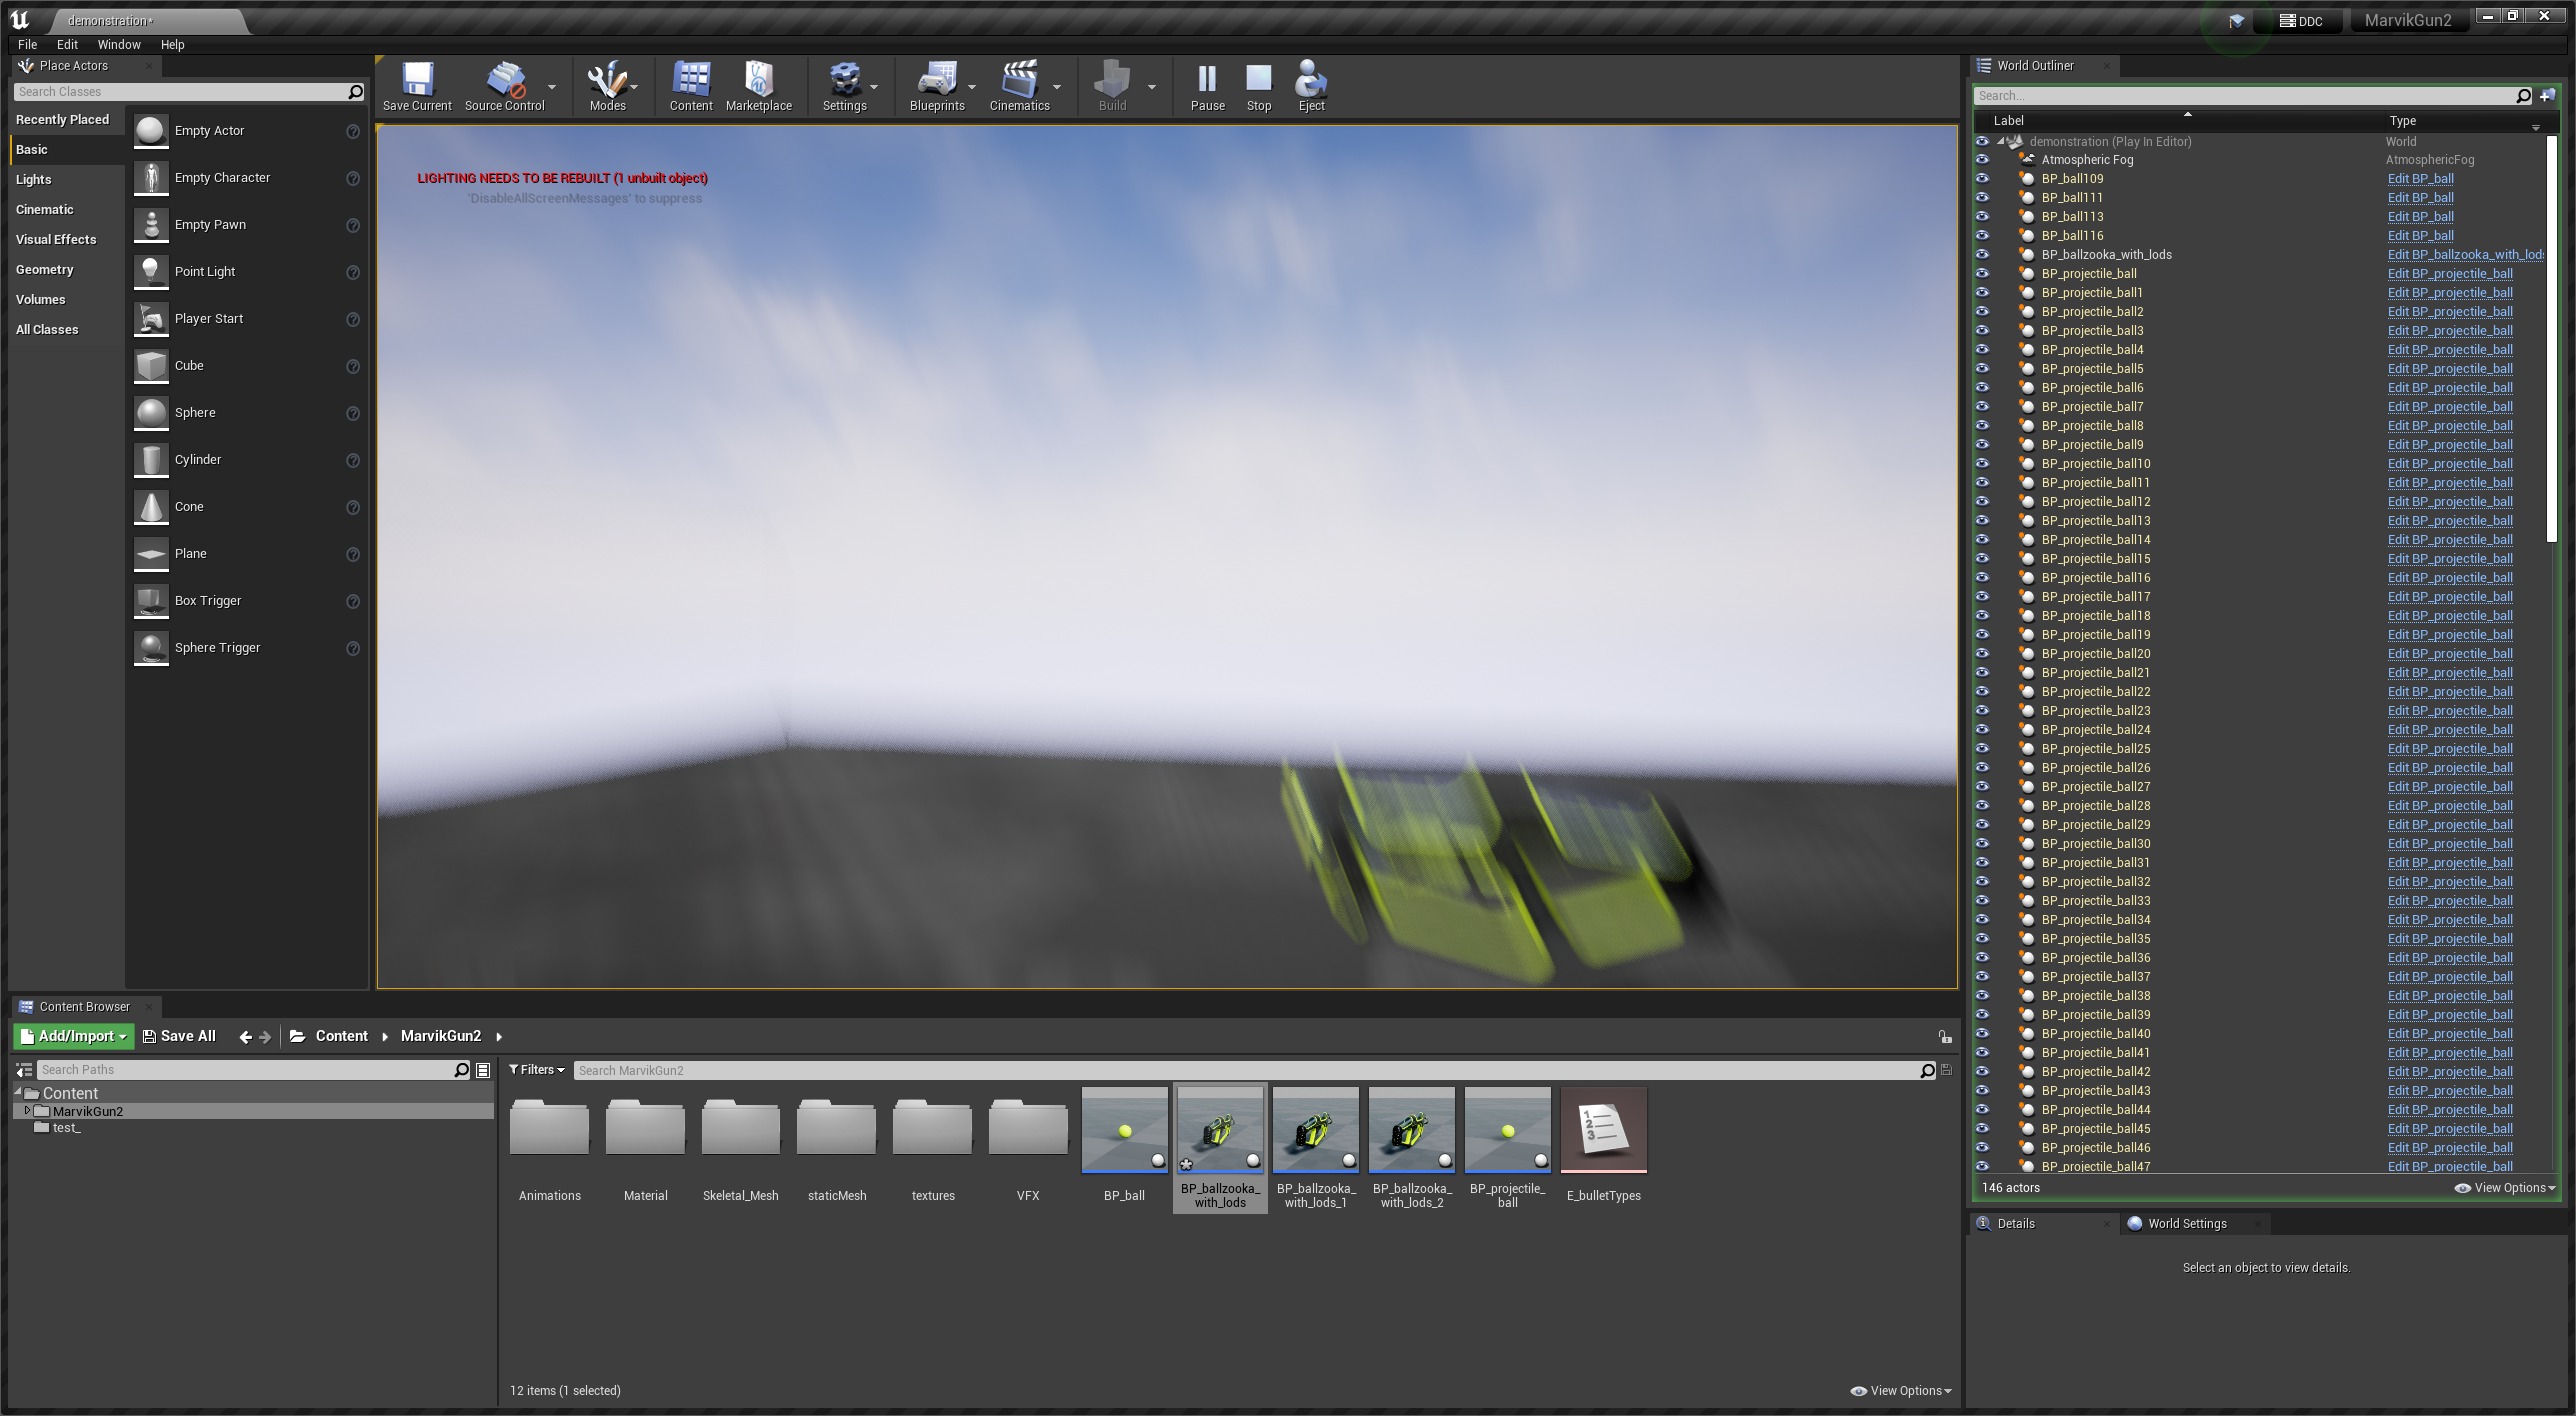 demonstration*
DDC
MarvikGun2
File Edit Window Help
Place Actors
Search Classes
Recently Placed
Basic
Lights
Cinematic
Visual Effects
Geometry
Volumes
All Classes
Empty Actor
Empty Character
Empty Pawn
Point Light
Player Start
Cube
Sphere
Cylinder
Cone
Plane
Box Trigger
Sphere Trigger
Save Current
Source Control
Modes
Content
Marketplace
Settings
Blueprints
Cinematics
Build
Pause
Stop
Eject
LIGHTING NEEDS TO BE REBUILT (1 unbuilt object)
'DisableAllScreenMessages' to suppress
World Outliner
Search...
Label Type
demonstration (Play In Editor) World
Atmospheric Fog AtmosphericFog
BP_ball109 Edit BP_ball
BP_ball111 Edit BP_ball
BP_ball113 Edit BP_ball
BP_ball116 Edit BP_ball
BP_ballzooka_with_lods Edit BP_ballzooka_with_lods
BP_projectile_ball Edit BP_projectile_ball
BP_projectile_ball1 Edit BP_projectile_ball
BP_projectile_ball2 Edit BP_projectile_ball
BP_projectile_ball3 Edit BP_projectile_ball
BP_projectile_ball4 Edit BP_projectile_ball
BP_projectile_ball5 Edit BP_projectile_ball
BP_projectile_ball6 Edit BP_projectile_ball
BP_projectile_ball7 Edit BP_projectile_ball
BP_projectile_ball8 Edit BP_projectile_ball
BP_projectile_ball9 Edit BP_projectile_ball
BP_projectile_ball10 Edit BP_projectile_ball
BP_projectile_ball11 Edit BP_projectile_ball
BP_projectile_ball12 Edit BP_projectile_ball
BP_projectile_ball13 Edit BP_projectile_ball
BP_projectile_ball14 Edit BP_projectile_ball
BP_projectile_ball15 Edit BP_projectile_ball
BP_projectile_ball16 Edit BP_projectile_ball
BP_projectile_ball17 Edit BP_projectile_ball
BP_projectile_ball18 Edit BP_projectile_ball
BP_projectile_ball19 Edit BP_projectile_ball
BP_projectile_ball20 Edit BP_projectile_ball
BP_projectile_ball21 Edit BP_projectile_ball
BP_projectile_ball22 Edit BP_projectile_ball
BP_projectile_ball23 Edit BP_projectile_ball
BP_projectile_ball24 Edit BP_projectile_ball
BP_projectile_ball25 Edit BP_projectile_ball
BP_projectile_ball26 Edit BP_projectile_ball
BP_projectile_ball27 Edit BP_projectile_ball
BP_projectile_ball28 Edit BP_projectile_ball
BP_projectile_ball29 Edit BP_projectile_ball
BP_projectile_ball30 Edit BP_projectile_ball
BP_projectile_ball31 Edit BP_projectile_ball
BP_projectile_ball32 Edit BP_projectile_ball
BP_projectile_ball33 Edit BP_projectile_ball
BP_projectile_ball34 Edit BP_projectile_ball
BP_projectile_ball35 Edit BP_projectile_ball
BP_projectile_ball36 Edit BP_projectile_ball
BP_projectile_ball37 Edit BP_projectile_ball
BP_projectile_ball38 Edit BP_projectile_ball
BP_projectile_ball39 Edit BP_projectile_ball
BP_projectile_ball40 Edit BP_projectile_ball
BP_projectile_ball41 Edit BP_projectile_ball
BP_projectile_ball42 Edit BP_projectile_ball
BP_projectile_ball43 Edit BP_projectile_ball
BP_projectile_ball44 Edit BP_projectile_ball
BP_projectile_ball45 Edit BP_projectile_ball
BP_projectile_ball46 Edit BP_projectile_ball
BP_projectile_ball47 Edit BP_projectile_ball
146 actors
View Options
Details
World Settings
Select an object to view details.
Content Browser
Add/Import
Save All
Content
MarvikGun2
Search Paths
Content
MarvikGun2
test_
Filters
Search MarvikGun2
Animations
Material
Skeletal_Mesh
staticMesh
textures
VFX
BP_ball
BP_ballzooka_
with_lods
BP_ballzooka_
with_lods_1
BP_ballzooka_
with_lods_2
BP_projectile_
ball
E_bulletTypes
12 items (1 selected)
View Options